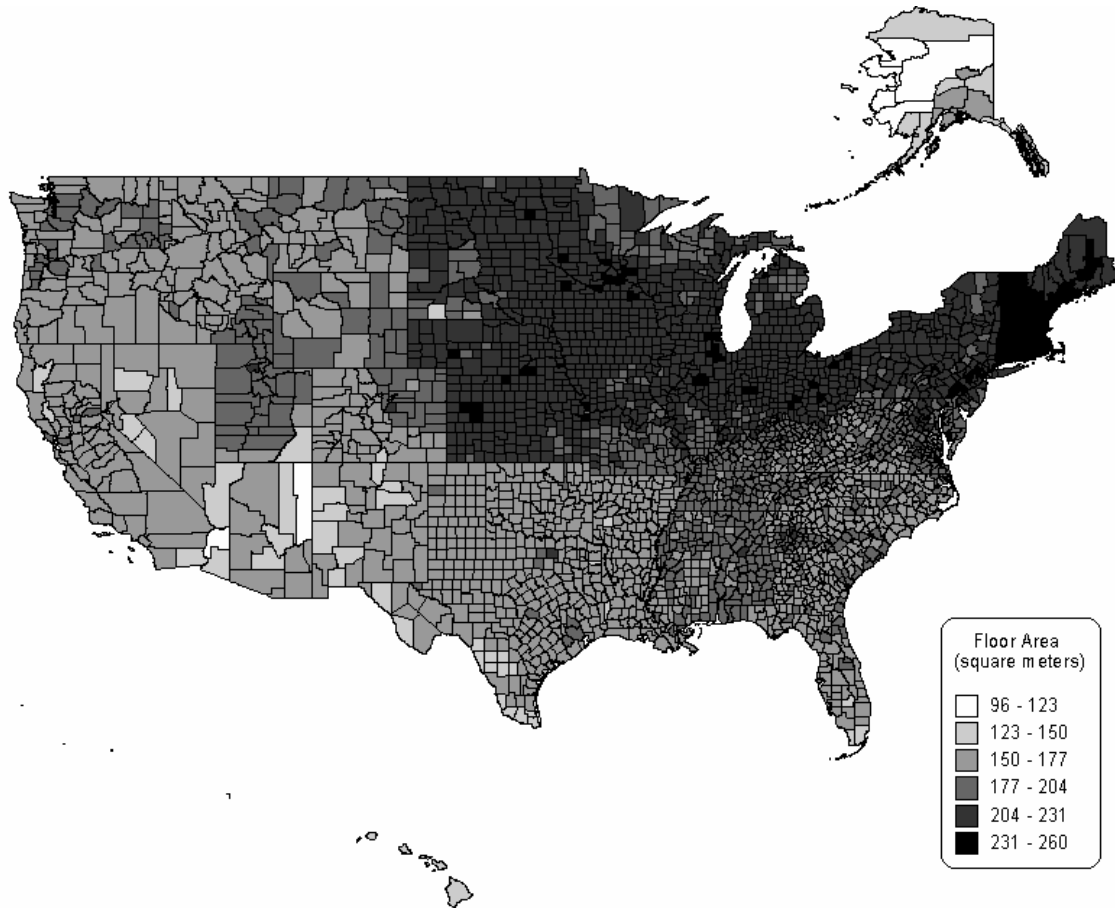 Floor Area
(square meters)
96 - 123
123 - 150
150 - 177
177 - 204
204 - 231
231 - 260